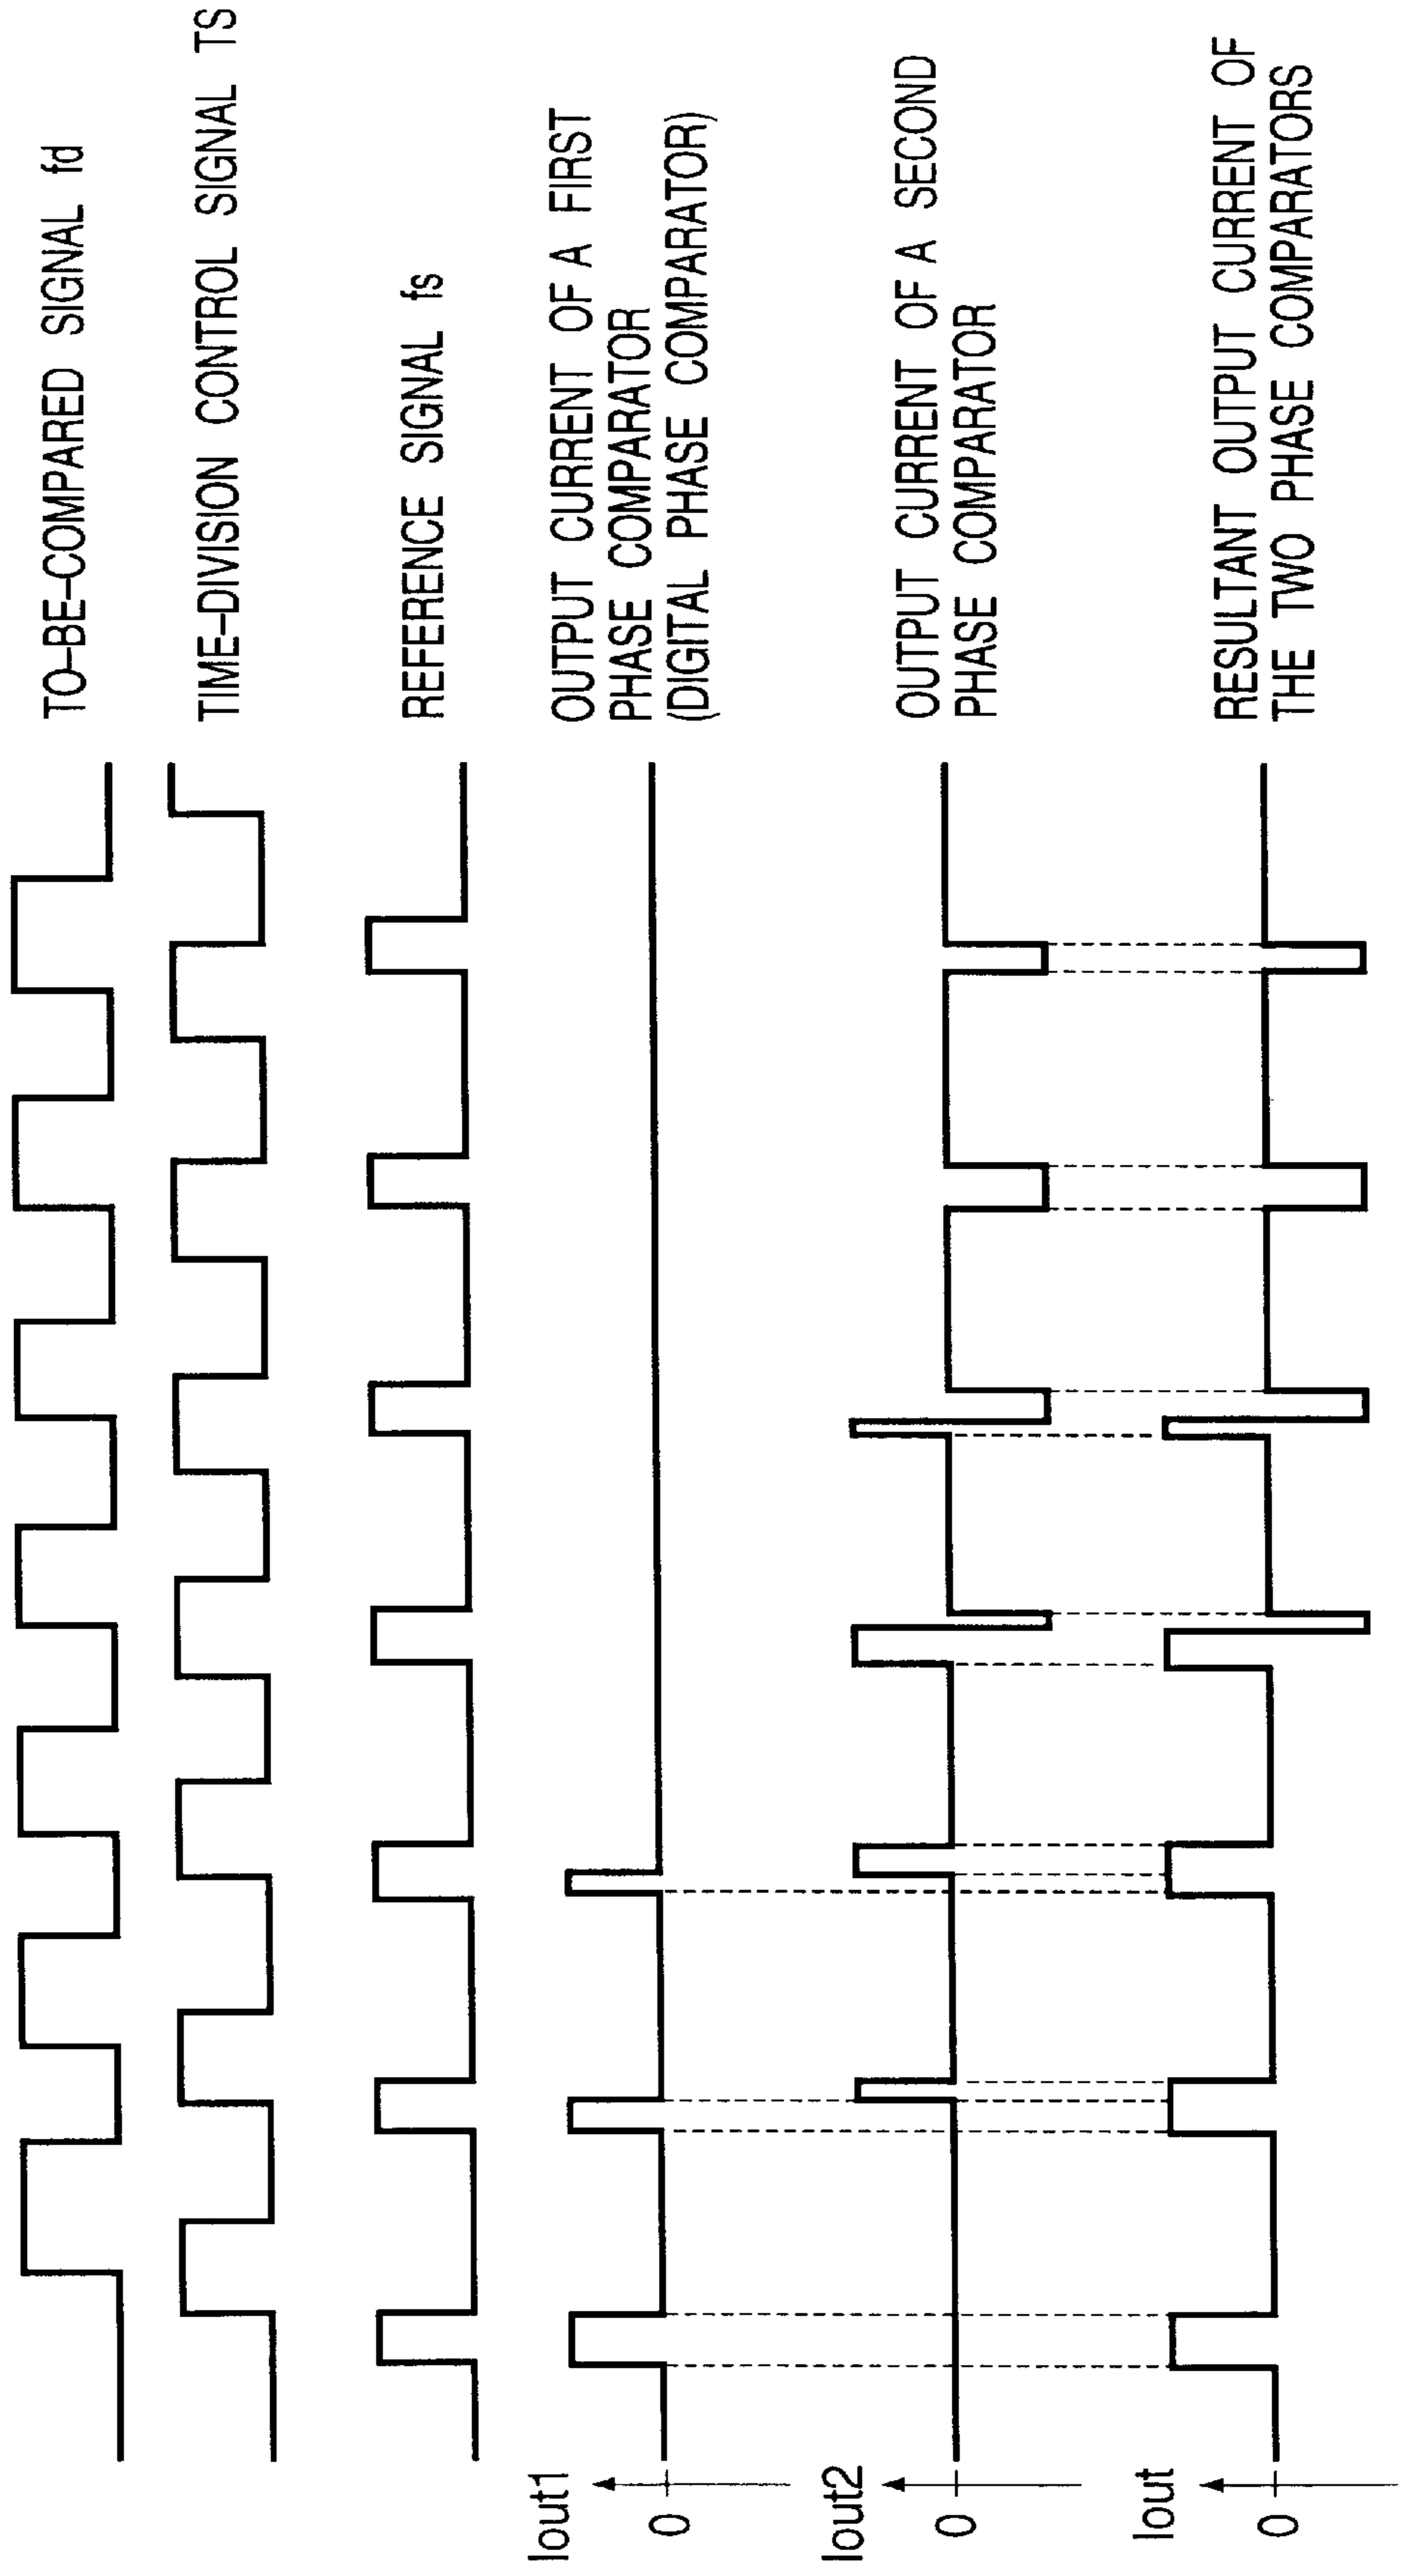 TO–BE–COMPARED SIGNAL fd
TIME–DIVISION CONTROL SIGNAL TS
REFERENCE SIGNAL fs
Iout1
0
OUTPUT CURRENT OF A FIRST
PHASE COMPARATOR
(DIGITAL PHASE COMPARATOR)
Iout2
0
OUTPUT CURRENT OF A SECOND
PHASE COMPARATOR
Iout
0
RESULTANT OUTPUT CURRENT OF
THE TWO PHASE COMPARATORS